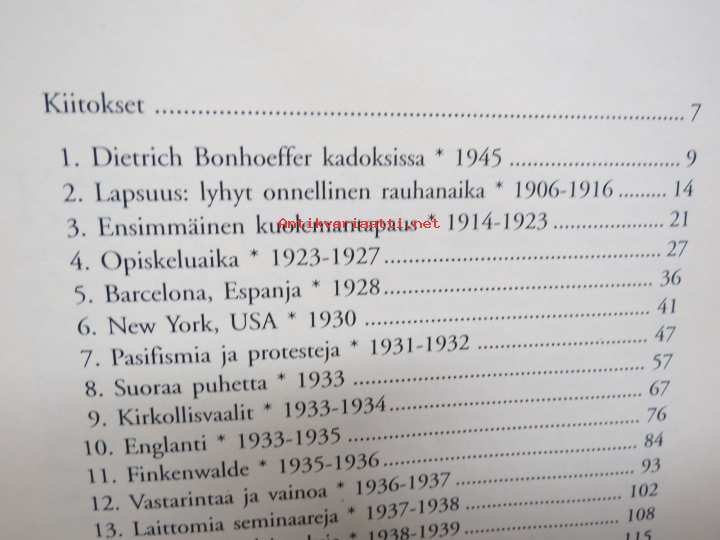 Kiitokset ................ 7
1. Dietrich Bonhoeffer kadoksissa * 1945 ................ 9
2. Lapsuus: lyhyt onnellinen rauhanaika * 1906-1916 ......... 14
3. Ensimmäinen kuolemantapaus * 1914-1923 ................ 21
Antikvariaatti.net
4. Opiskeluaika * 1923-1927 ................ 27
5. Barcelona, Espanja * 1928 ................ 36
6. New York, USA * 1930 ................ 41
7. Pasifismia ja protesteja * 1931-1932 ................ 47
8. Suoraa puhetta * 1933 ................ 57
9. Kirkollisvaalit * 1933-1934 ................ 67
10. Englanti * 1933-1935 ................ 76
11. Finkenwalde * 1935-1936 ................ 84
12. Vastarintaa ja vainoa * 1936-1937 ................ 93
13. Laittomia seminaareja * 1937-1938 ................ 102
* 1938-1939 ................ 108
115